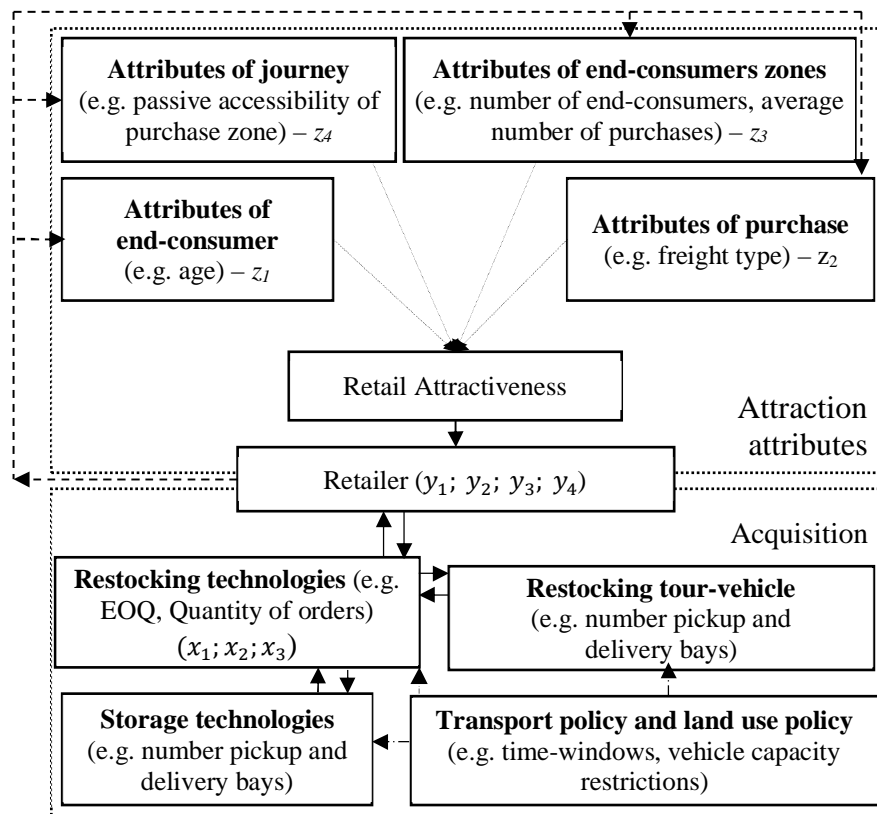 Attributes of journey
(e.g. passive accessibility of
purchase zone) – z4
Attributes of end-consumers zones
(e.g. number of end-consumers, average
number of purchases) – z3
Attributes of
end-consumer
(e.g. age) – z1
Attributes of purchase
(e.g. freight type) – z2
Retail Attractiveness
Attraction
attributes
Retailer (y1; y2; y3; y4)
Acquisition
Restocking technologies (e.g.
EOQ, Quantity of orders)
(x1; x2; x3)
Restocking tour-vehicle
(e.g. number pickup and
delivery bays)
Storage technologies
(e.g. number pickup and
delivery bays)
Transport policy and land use policy
(e.g. time-windows, vehicle capacity
restrictions)